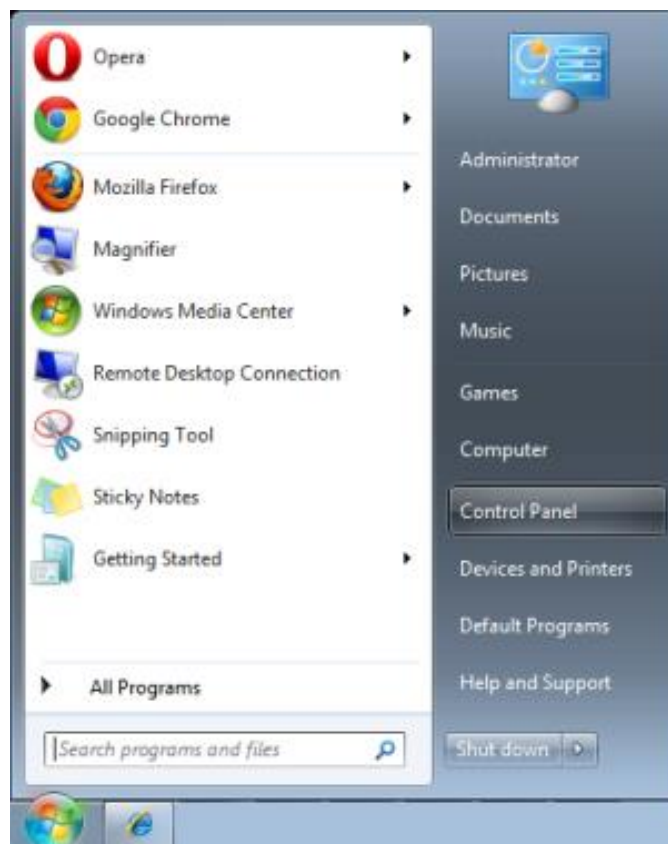 Opera
Google Chrome
Mozilla Firefox
Magnifier
Windows Media Center
Remote Desktop Connection
Snipping Tool
Sticky Notes
Getting Started
All Programs
Search programs and files
Administrator
Documents
Pictures
Music
Games
Computer
Control Panel
Devices and Printers
Default Programs
Help and Support
Shut down